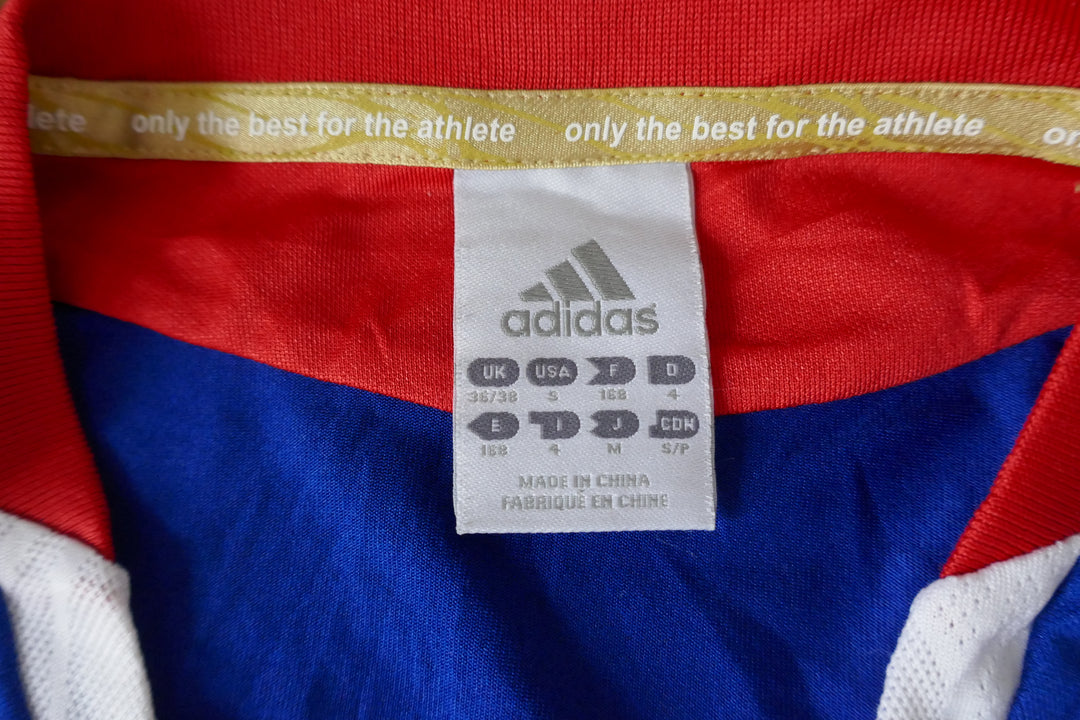 lete only the best for the athlete only the best for the athlete
adidas
UK USA F D
36/38 S 168 4
E I J CDN
168 4 M S/P
MADE IN CHINA
FABRIQUÉ EN CHINE